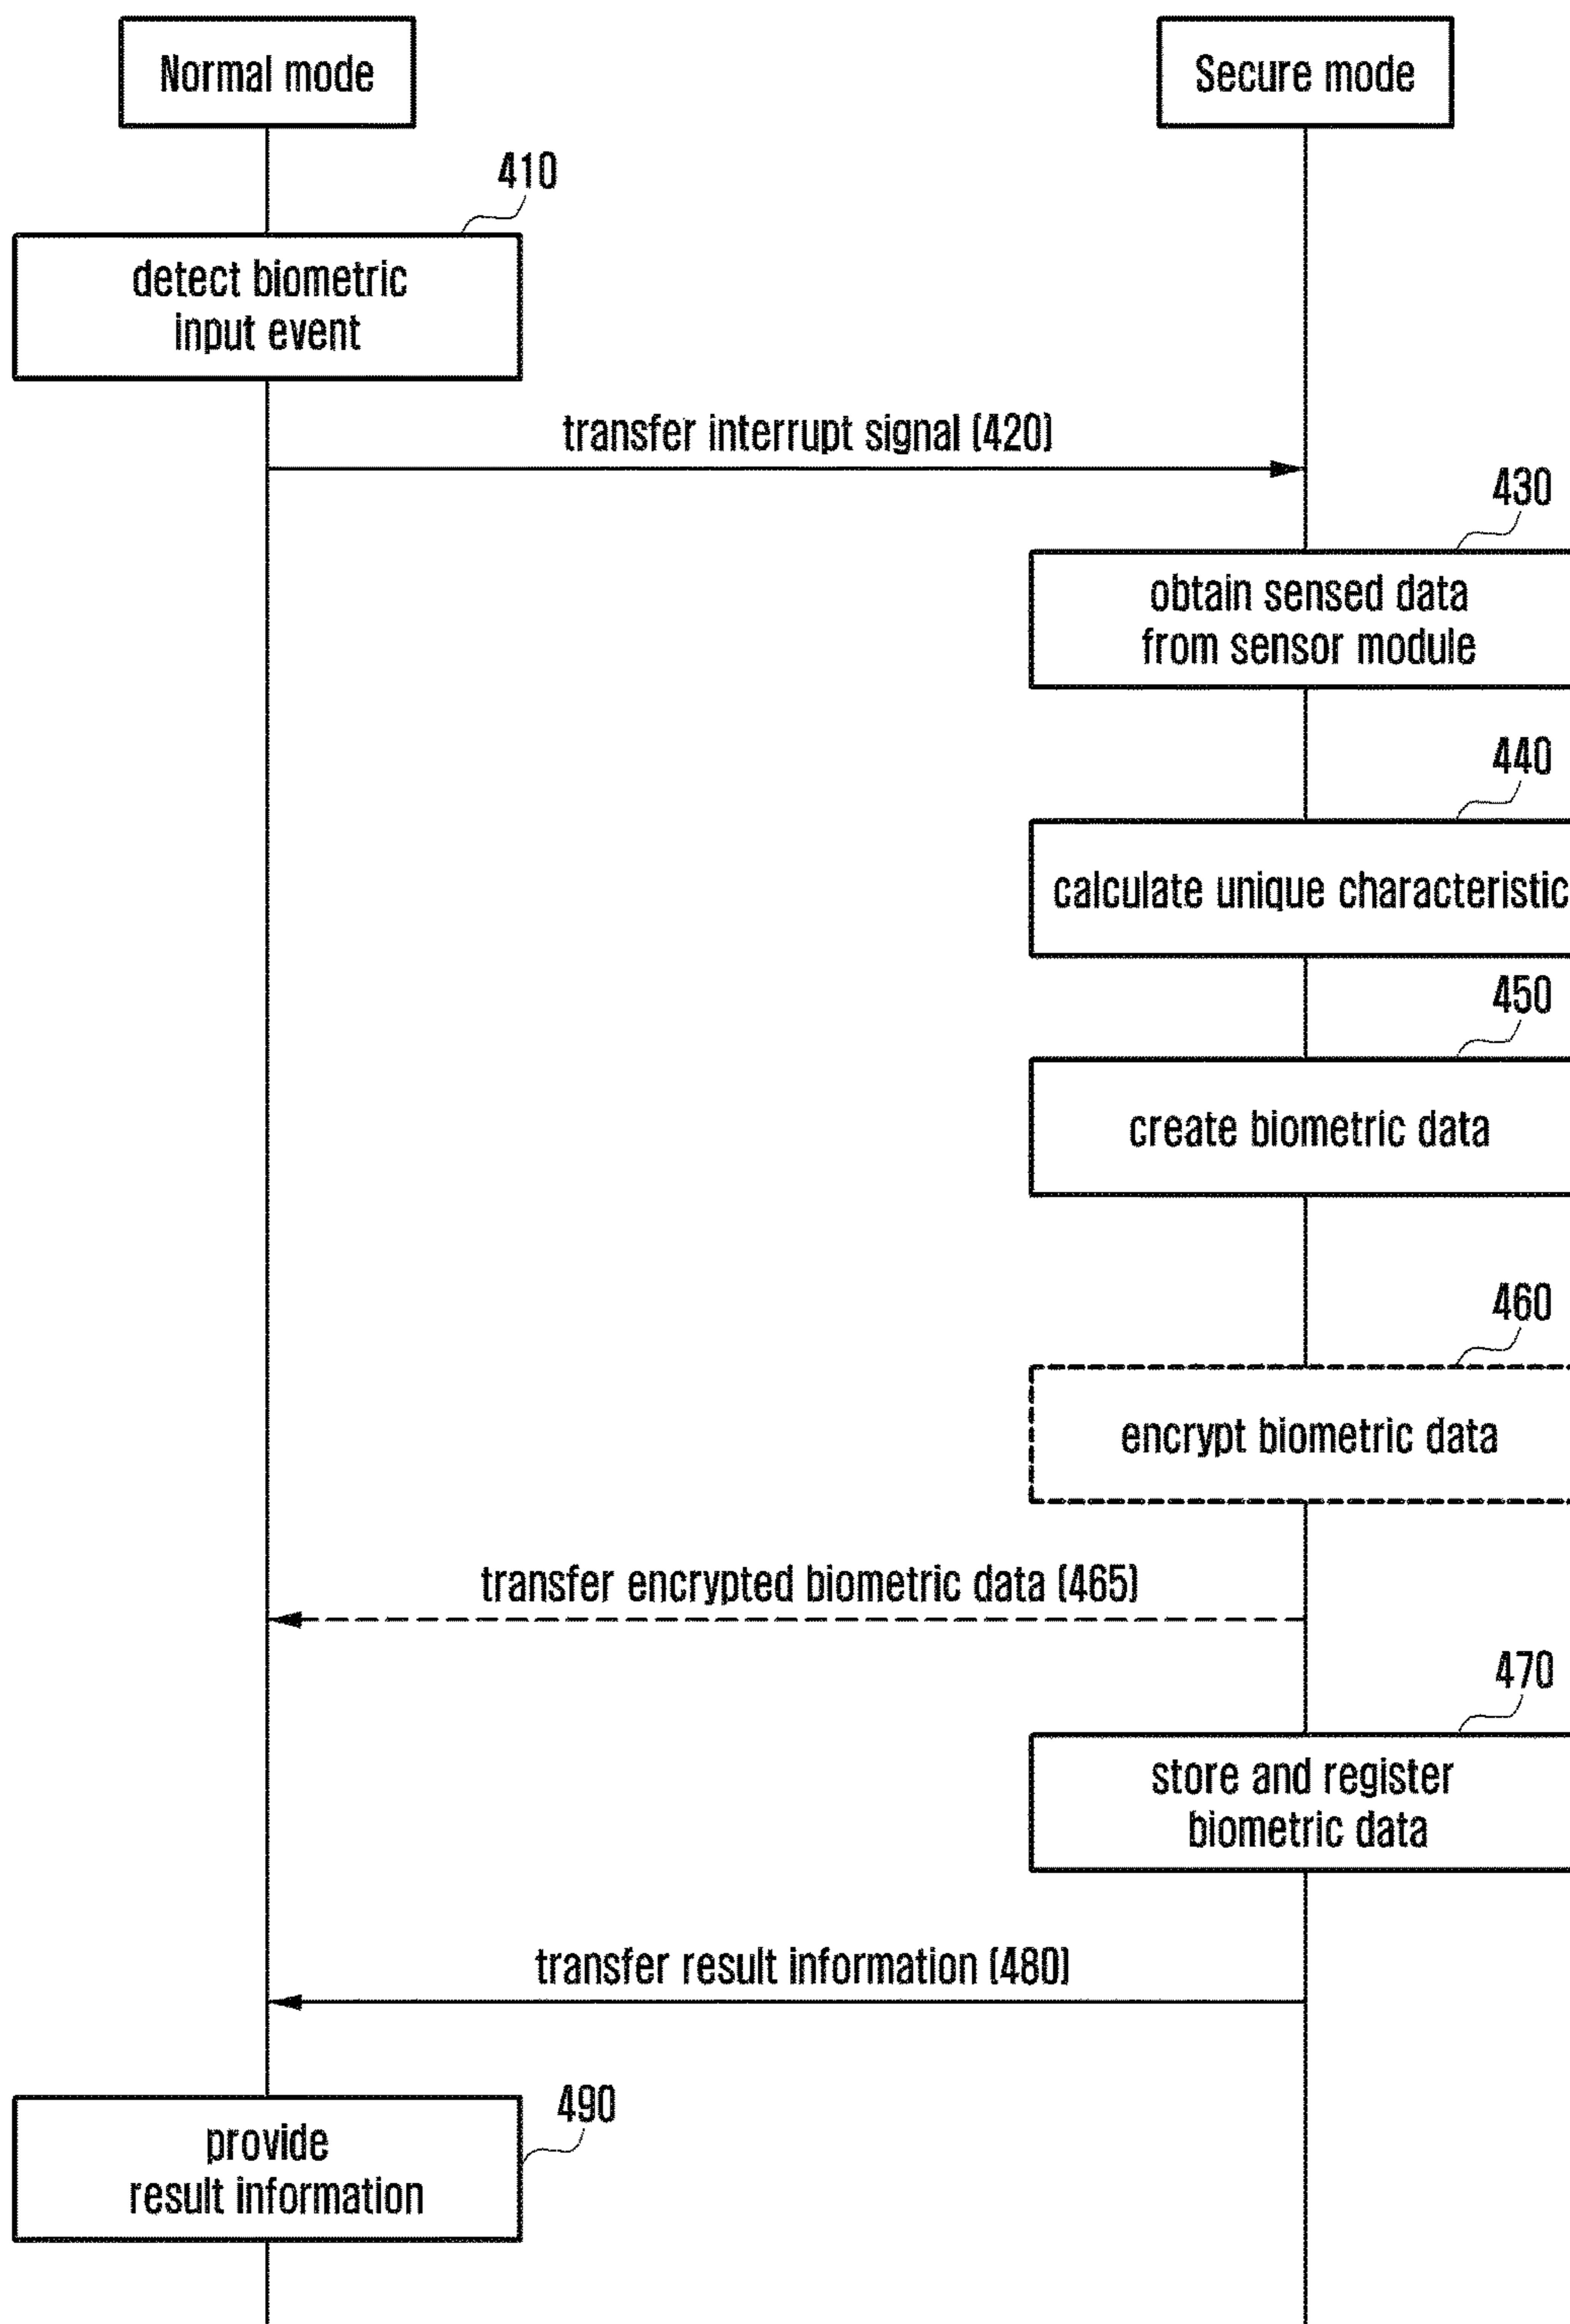 Normal mode
Secure mode
410
detect biometric
input event
transfer interrupt signal (420)
430
obtain sensed data
from sensor module
440
calculate unique characteristic
450
create biometric data
460
encrypt biometric data
transfer encrypted biometric data (465)
470
store and register
biometric data
transfer result information (480)
490
provide
result information